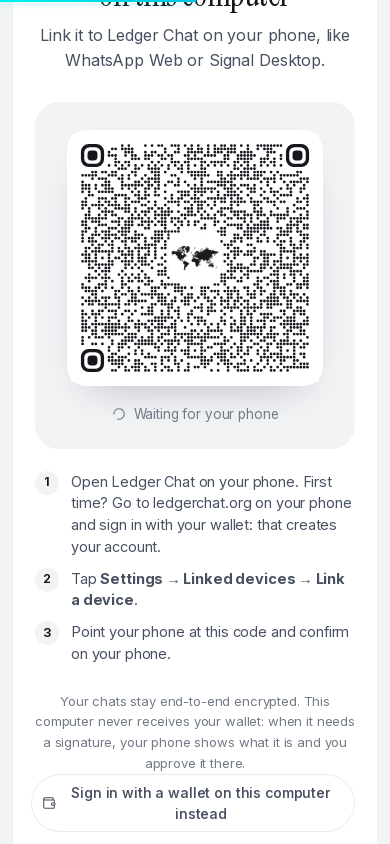 on this computer
Link it to Ledger Chat on your phone, like
WhatsApp Web or Signal Desktop.
Waiting for your phone
1 Open Ledger Chat on your phone. First
time? Go to ledgerchat.org on your phone
and sign in with your wallet: that creates
your account.
2 Tap Settings → Linked devices → Link
a device.
3 Point your phone at this code and confirm
on your phone.
Your chats stay end-to-end encrypted. This
computer never receives your wallet: when it needs
a signature, your phone shows what it is and you
approve it there.
Sign in with a wallet on this computer
instead